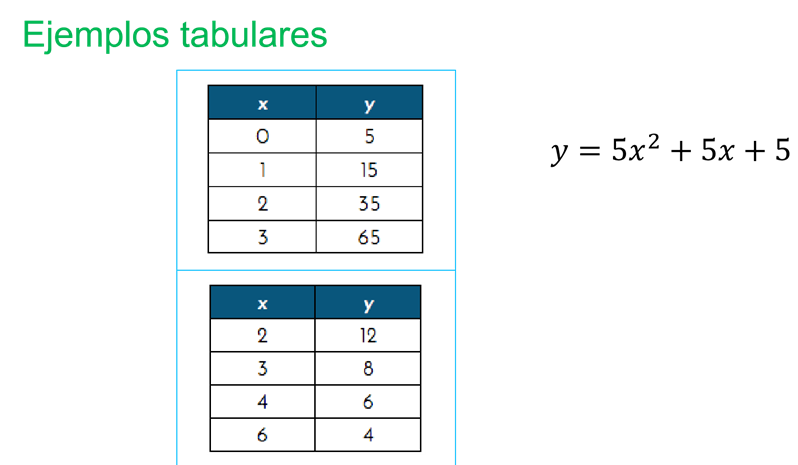 Ejemplos tabulares
x y
0 5
1 15
2 35
3 65
y = 5x² + 5x + 5
x y
2 12
3 8
4 6
6 4